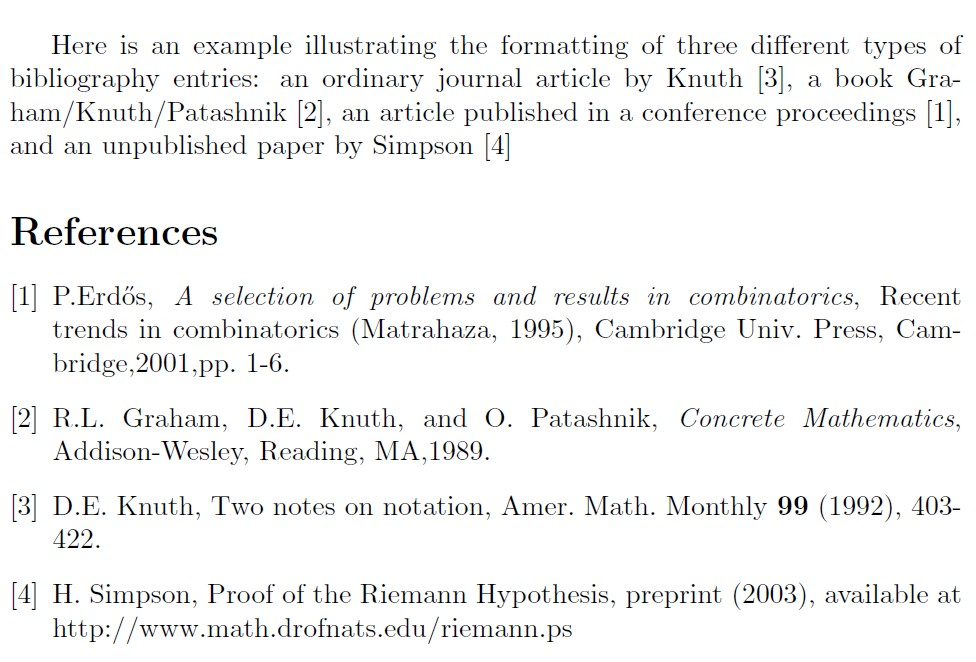 Here is an example illustrating the formatting of three different types of
bibliography entries: an ordinary journal article by Knuth [3], a book Gra-
ham/Knuth/Patashnik [2], an article published in a conference proceedings [1],
and an unpublished paper by Simpson [4]
References
[1] P.Erdős, A selection of problems and results in combinatorics, Recent
trends in combinatorics (Matrahaza, 1995), Cambridge Univ. Press, Cam-
bridge,2001,pp. 1-6.
[2] R.L. Graham, D.E. Knuth, and O. Patashnik, Concrete Mathematics,
Addison-Wesley, Reading, MA,1989.
[3] D.E. Knuth, Two notes on notation, Amer. Math. Monthly 99 (1992), 403-
422.
[4] H. Simpson, Proof of the Riemann Hypothesis, preprint (2003), available at
http://www.math.drofnats.edu/riemann.ps